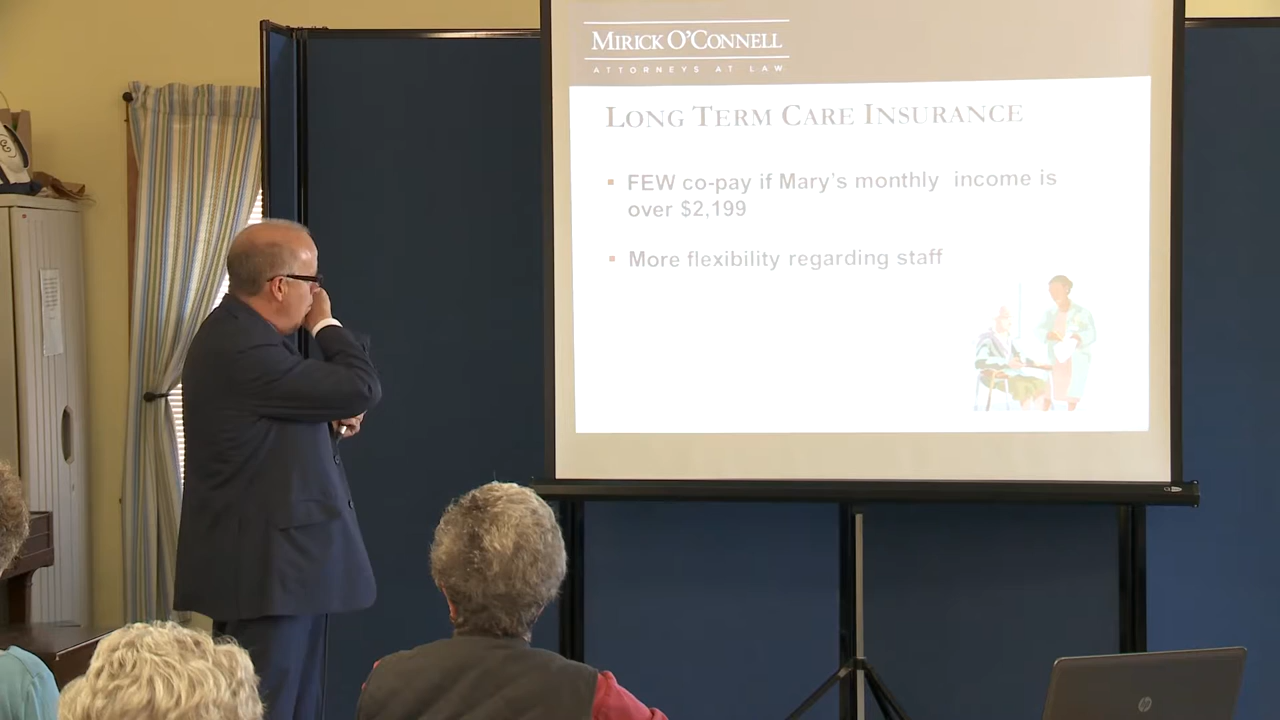 MIRICK O'CONNELL
ATTORNEYS AT LAW
LONG TERM CARE INSURANCE
▪ FEW co-pay if Mary's monthly income is
over $2,199
▪ More flexibility regarding staff
hp